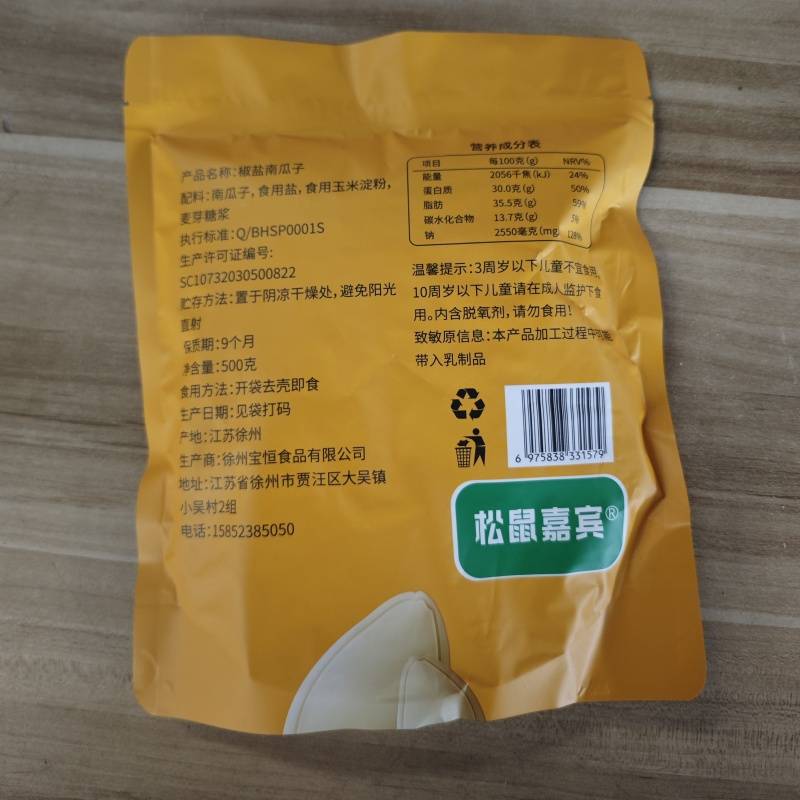 产品名称：椒盐南瓜子
配料：南瓜子，食用盐，食用玉米淀粉，
麦芽糖浆
执行标准：Q/BHSP0001S
生产许可证编号：
SC10732030500822
贮存方法：置于阴凉干燥处，避免阳光
直射
保质期：9个月
净含量：500克
食用方法：开袋去壳即食
生产日期：见袋打码
产地：江苏徐州
生产商：徐州宝恒食品有限公司
地址：江苏省徐州市贾汪区大吴镇
小吴村2组
电话：15852385050
营养成分表
项目 每100克(g) NRV%
能量 2056千焦(kJ) 24%
蛋白质 30.0克(g) 50%
脂肪 35.5克(g) 59%
碳水化合物 13.7克(g) 5%
钠 2550毫克(mg) 128%
温馨提示：3周岁以下儿童不宜食用，
10周岁以下儿童请在成人监护下食
用。内含脱氧剂，请勿食用！
致敏原信息：本产品加工过程中可能
带入乳制品
6 975838 331579
松鼠嘉宾®